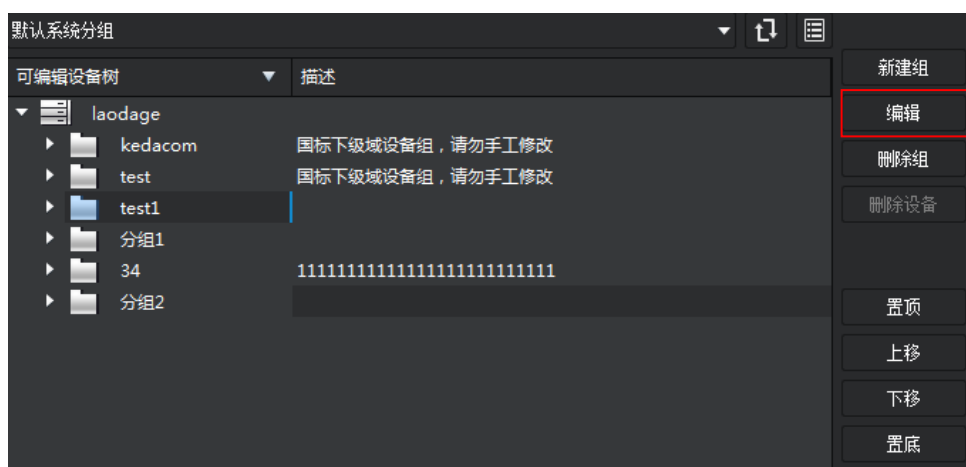 默认系统分组
可编辑设备树 描述
laodage
kedacom 国标下级域设备组，请勿手工修改
test 国标下级域设备组，请勿手工修改
test1
分组1
34 11111111111111111111111111
分组2
新建组
编辑
删除组
删除设备
置顶
上移
下移
置底